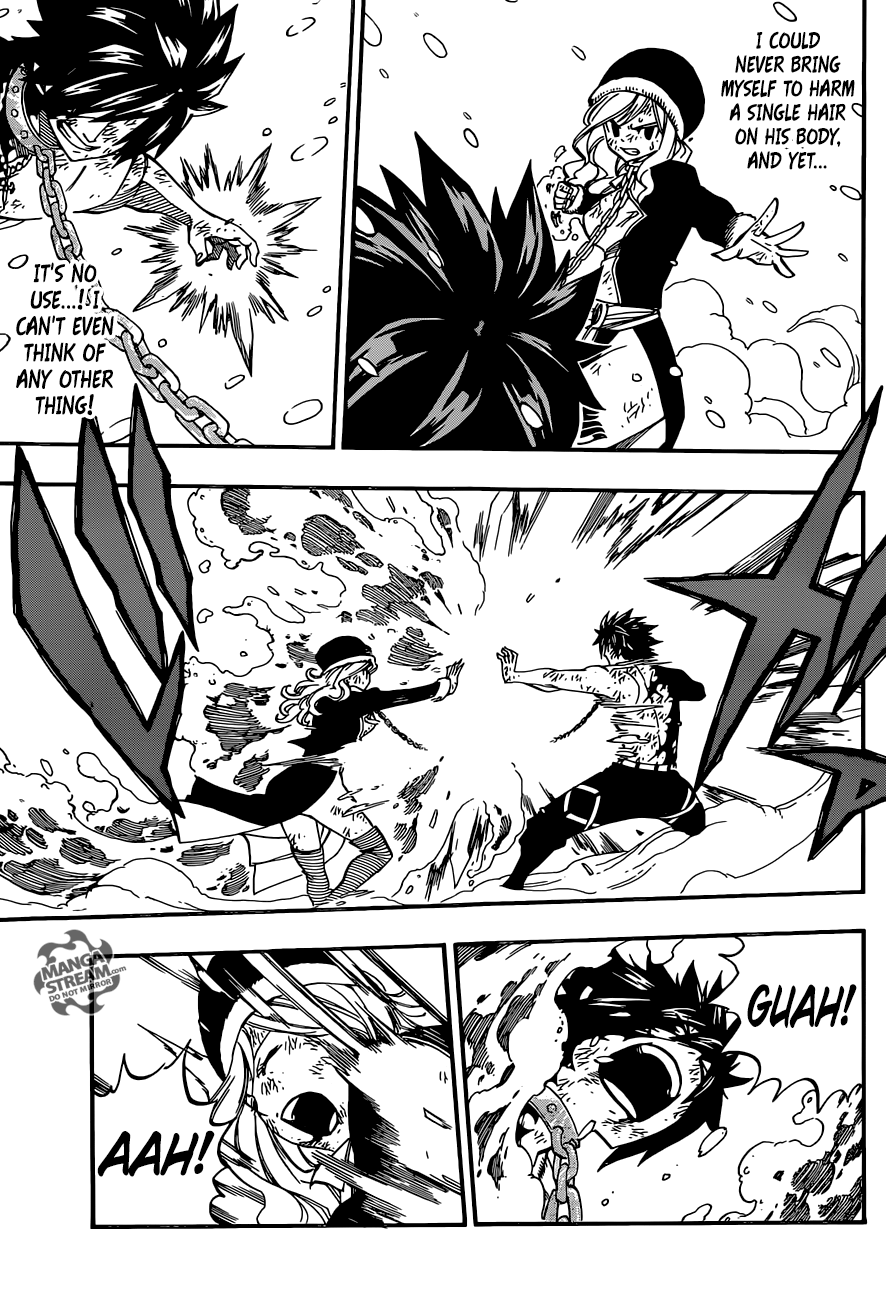 I COULD
NEVER BRING
MYSELF TO HARM
A SINGLE HAIR
ON HIS BODY,
AND YET...
IT'S NO
USE...! I
CAN'T EVEN
THINK OF
ANY OTHER
THING!
MANGA
STREAM.com
DO NOT MIRROR
GUAH!
AAH!